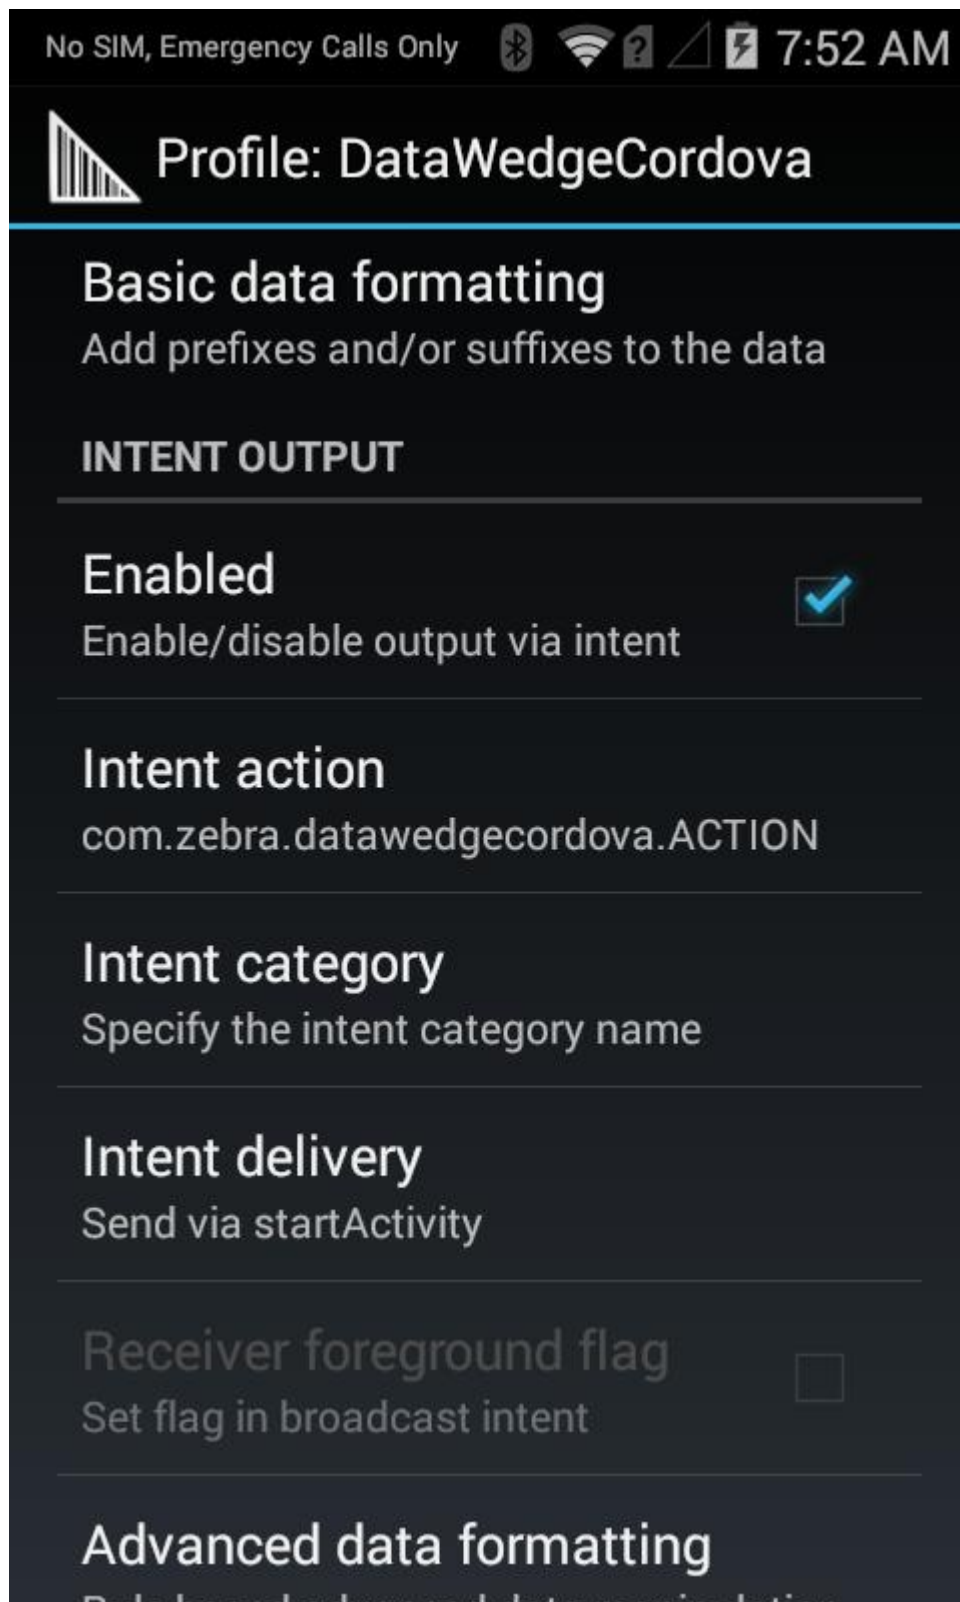 No SIM, Emergency Calls Only 7:52 AM
Profile: DataWedgeCordova
Basic data formatting
Add prefixes and/or suffixes to the data
INTENT OUTPUT
Enabled
Enable/disable output via intent
Intent action
com.zebra.datawedgecordova.ACTION
Intent category
Specify the intent category name
Intent delivery
Send via startActivity
Receiver foreground flag
Set flag in broadcast intent
Advanced data formatting